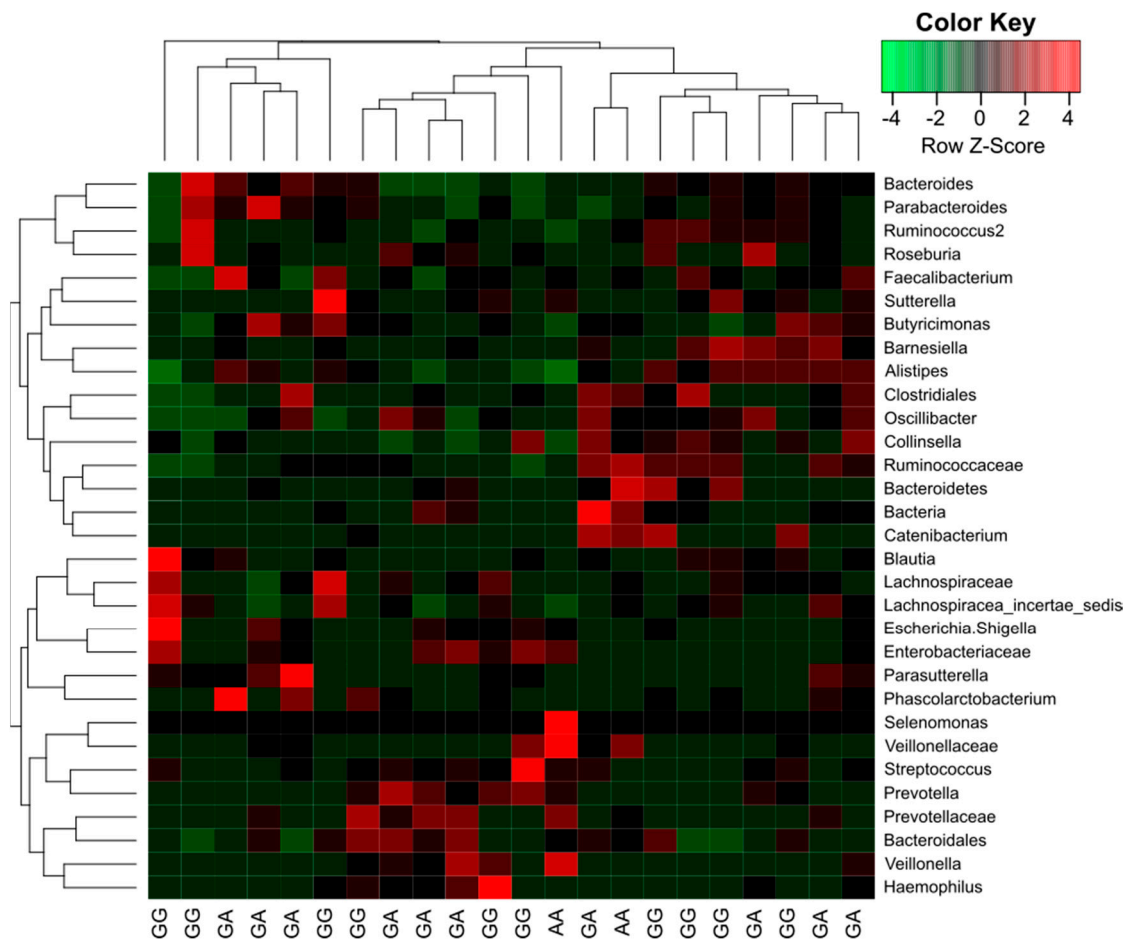 Color Key
-4 -2 0 2 4
Row Z-Score
Bacteroides
Parabacteroides
Ruminococcus2
Roseburia
Faecalibacterium
Sutterella
Butyricimonas
Barnesiella
Alistipes
Clostridiales
Oscillibacter
Collinsella
Ruminococcaceae
Bacteroidetes
Bacteria
Catenibacterium
Blautia
Lachnospiraceae
Lachnospiracea_incertae_sedis
Escherichia.Shigella
Enterobacteriaceae
Parasutterella
Phascolarctobacterium
Selenomonas
Veillonellaceae
Streptococcus
Prevotella
Prevotellaceae
Bacteroidales
Veillonella
Haemophilus
GG GG GA GA GA GG GG GA GA GA GG GG AA GA AA GG GG GG GA GG GA GA